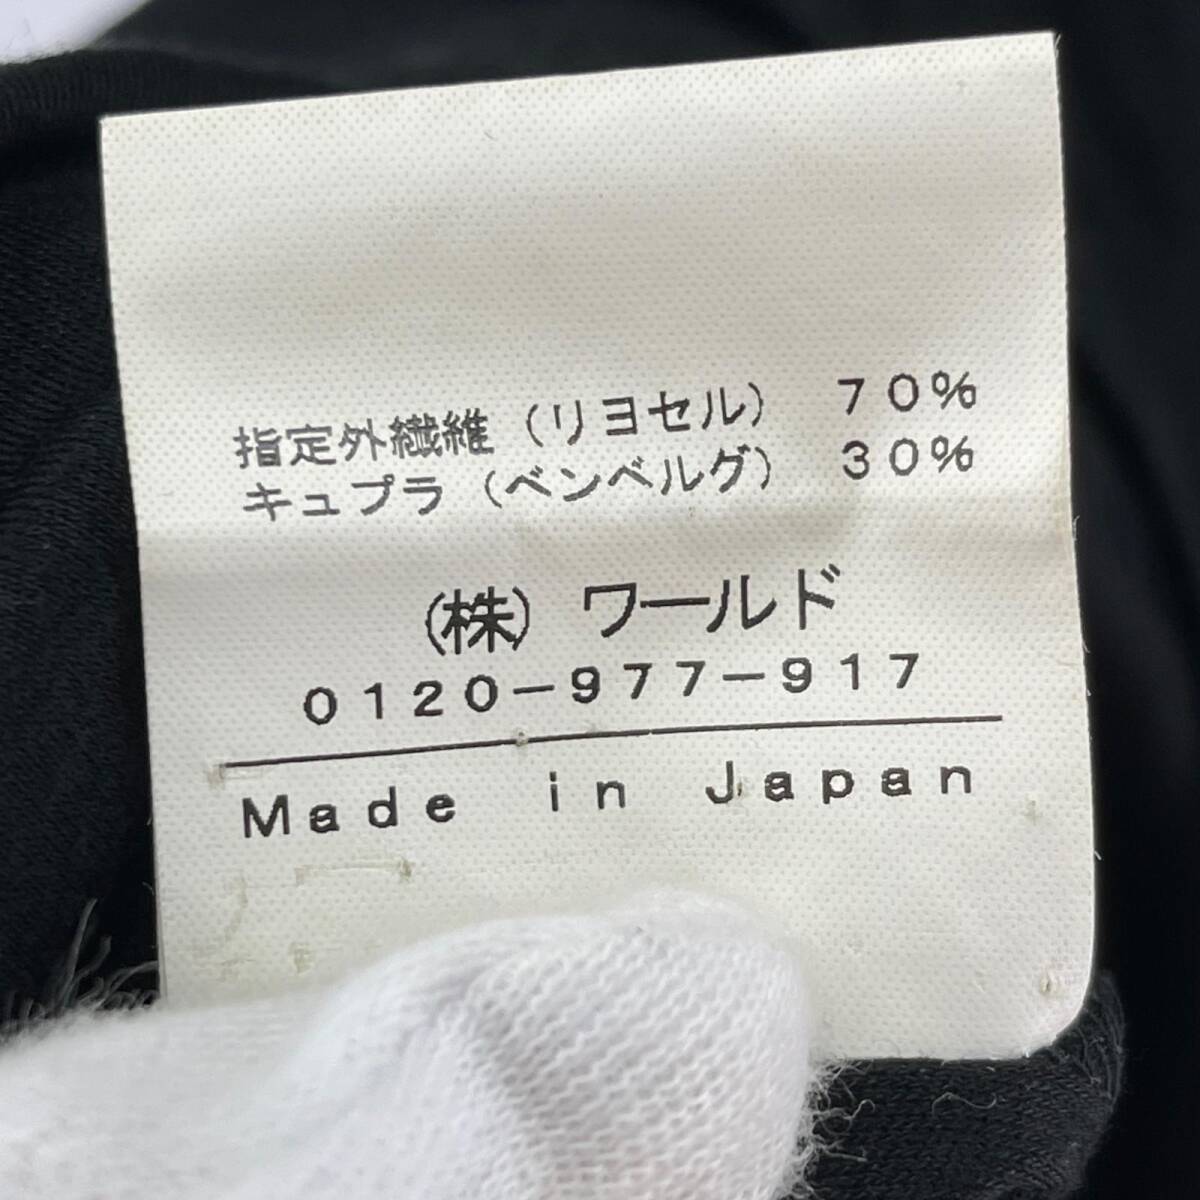 指定外繊維（リヨセル） 70%
キュプラ（ベンベルグ） 30%
（株）ワールド
0120-977-917
Made in Japan